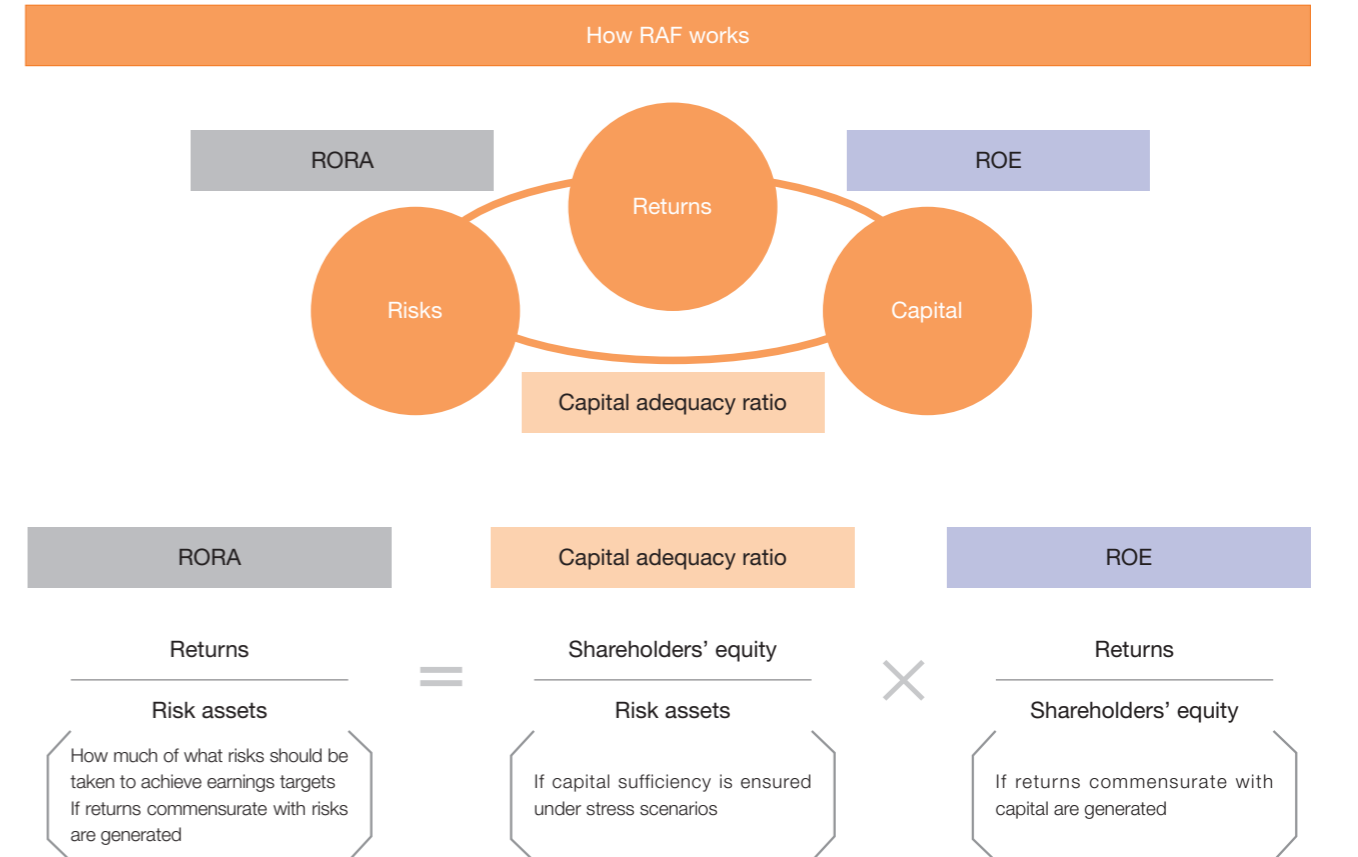 How RAF works
RORA
ROE
Returns
Risks
Capital
Capital adequacy ratio
RORA
Capital adequacy ratio
ROE
Returns
Risk assets
=
Shareholders' equity
Risk assets
×
Returns
Shareholders' equity
How much of what risks should be
taken to achieve earnings targets
If returns commensurate with risks
are generated
If capital sufficiency is ensured
under stress scenarios
If returns commensurate with
capital are generated